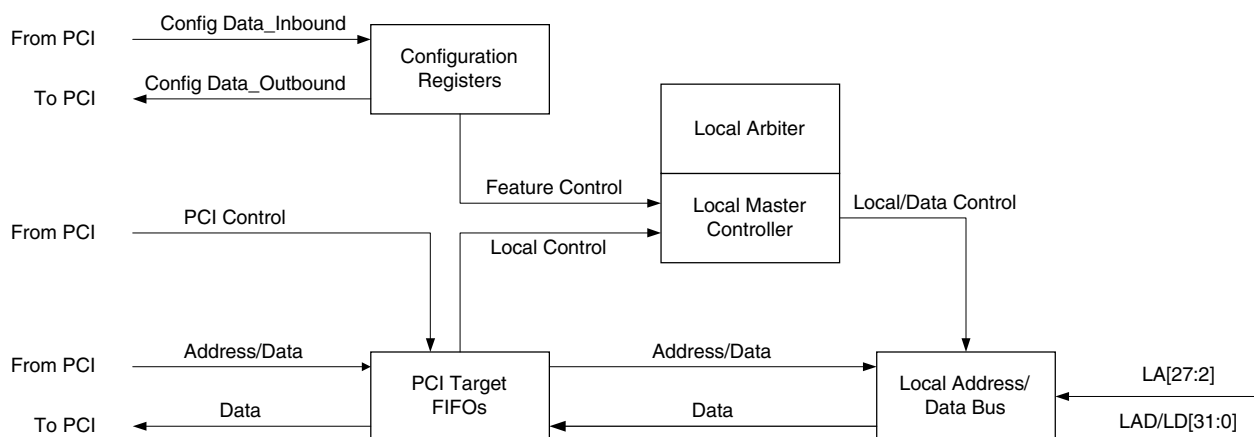 Config Data_Inbound
From PCI
Configuration
Registers
Config Data_Outbound
To PCI
Local Arbiter
Feature Control
Local Master
Controller
Local/Data Control
PCI Control
From PCI
Local Control
From PCI
Address/Data
PCI Target
FIFOs
Address/Data
Local Address/
Data Bus
LA[27:2]
To PCI
Data
Data
LAD/LD[31:0]